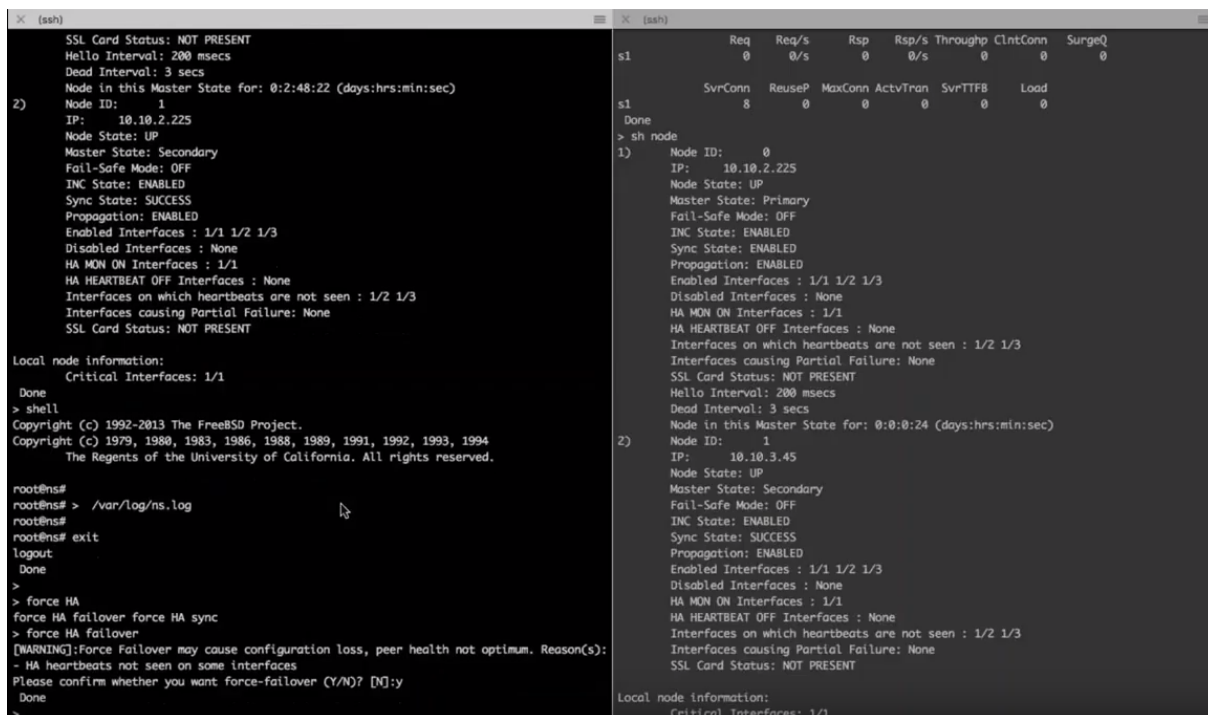 (ssh)
SSL Card Status: NOT PRESENT
Hello Interval: 200 msecs
Dead Interval: 3 secs
Node in this Master State for: 0:2:48:22 (days:hrs:min:sec)
2) Node ID: 1
IP: 10.10.2.225
Node State: UP
Master State: Secondary
Fail-Safe Mode: OFF
INC State: ENABLED
Sync State: SUCCESS
Propagation: ENABLED
Enabled Interfaces : 1/1 1/2 1/3
Disabled Interfaces : None
HA MON ON Interfaces : 1/1
HA HEARTBEAT OFF Interfaces : None
Interfaces on which heartbeats are not seen : 1/2 1/3
Interfaces causing Partial Failure: None
SSL Card Status: NOT PRESENT
Local node information:
Critical Interfaces: 1/1
Done
> shell
Copyright (c) 1992-2013 The FreeBSD Project.
Copyright (c) 1979, 1980, 1983, 1986, 1988, 1989, 1991, 1992, 1993, 1994
The Regents of the University of California. All rights reserved.
root@ns#
root@ns# > /var/log/ns.log
root@ns#
root@ns# exit
logout
Done
>
> force HA
force HA failover force HA sync
> force HA failover
[WARNING]:Force Failover may cause configuration loss, peer health not optimum. Reason(s):
- HA heartbeats not seen on some interfaces
Please confirm whether you want force-failover (Y/N)? [N]:y
Done
>
(ssh)
Req Req/s Rsp Rsp/s Throughp ClntConn SurgeQ
s1 0 0/s 0 0/s 0 0 0
SvrConn ReuseP MaxConn ActvTran SvrTTFB Load
s1 8 0 0 0 0 0
Done
> sh node
1) Node ID: 0
IP: 10.10.2.225
Node State: UP
Master State: Primary
Fail-Safe Mode: OFF
INC State: ENABLED
Sync State: ENABLED
Propagation: ENABLED
Enabled Interfaces : 1/1 1/2 1/3
Disabled Interfaces : None
HA MON ON Interfaces : 1/1
HA HEARTBEAT OFF Interfaces : None
Interfaces on which heartbeats are not seen : 1/2 1/3
Interfaces causing Partial Failure: None
SSL Card Status: NOT PRESENT
Hello Interval: 200 msecs
Dead Interval: 3 secs
Node in this Master State for: 0:0:0:24 (days:hrs:min:sec)
2) Node ID: 1
IP: 10.10.3.45
Node State: UP
Master State: Secondary
Fail-Safe Mode: OFF
INC State: ENABLED
Sync State: SUCCESS
Propagation: ENABLED
Enabled Interfaces : 1/1 1/2 1/3
Disabled Interfaces : None
HA MON ON Interfaces : 1/1
HA HEARTBEAT OFF Interfaces : None
Interfaces on which heartbeats are not seen : 1/2 1/3
Interfaces causing Partial Failure: None
SSL Card Status: NOT PRESENT
Local node information:
Critical Interfaces: 1/1